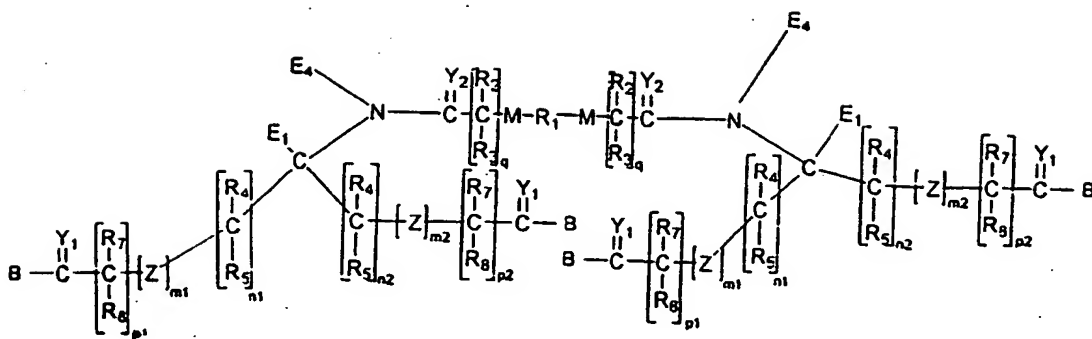 E4
E4 Y2 R2 R2 Y2
N C C M R1 M C C N E1
E1 R3 q R3 q R4 R7 Y1
C C C [Z]m2 C C B
R4 R4 R7 Y1 R4 R5 n2 R8 p2
C C [Z]m2 C C B C
Y1 R7 R5 n1 R5 n2 R8 p2 Y1 R7 R5 n1
B C C [Z]m1 B C C [Z]m1
R8 p1 R8 p1